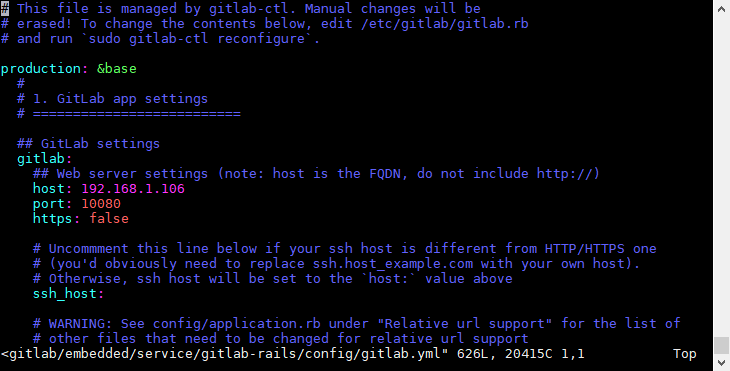 # This file is managed by gitlab-ctl. Manual changes will be
# erased! To change the contents below, edit /etc/gitlab/gitlab.rb
# and run `sudo gitlab-ctl reconfigure`.

production: &base
  #
  # 1. GitLab app settings
  # ==========================

  ## GitLab settings
  gitlab:
    ## Web server settings (note: host is the FQDN, do not include http://)
    host: 192.168.1.106
    port: 10080
    https: false

    # Uncommment this line below if your ssh host is different from HTTP/HTTPS one
    # (you'd obviously need to replace ssh.host_example.com with your own host).
    # Otherwise, ssh host will be set to the `host:` value above
    ssh_host:

    # WARNING: See config/application.rb under "Relative url support" for the list of
    # other files that need to be changed for relative url support
<gitlab/embedded/service/gitlab-rails/config/gitlab.yml" 626L, 20415C 1,1           Top